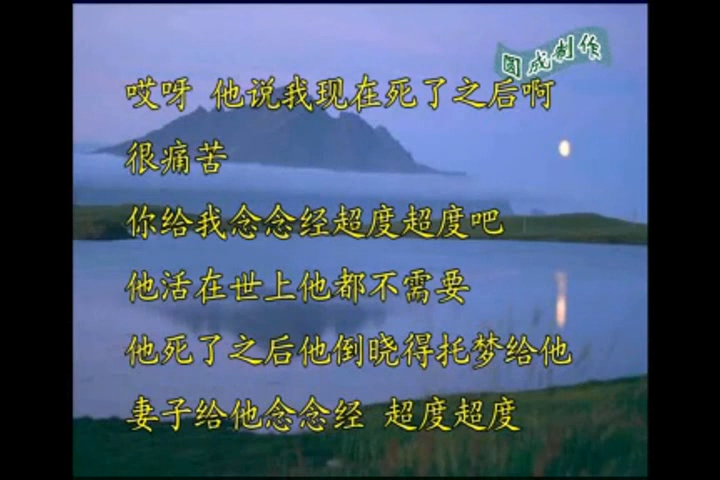 圆成制作
哎呀 他说我现在死了之后啊
很痛苦
你给我念念经超度超度吧
他活在世上他都不需要
他死了之后他倒晓得托梦给他
妻子给他念念经 超度超度